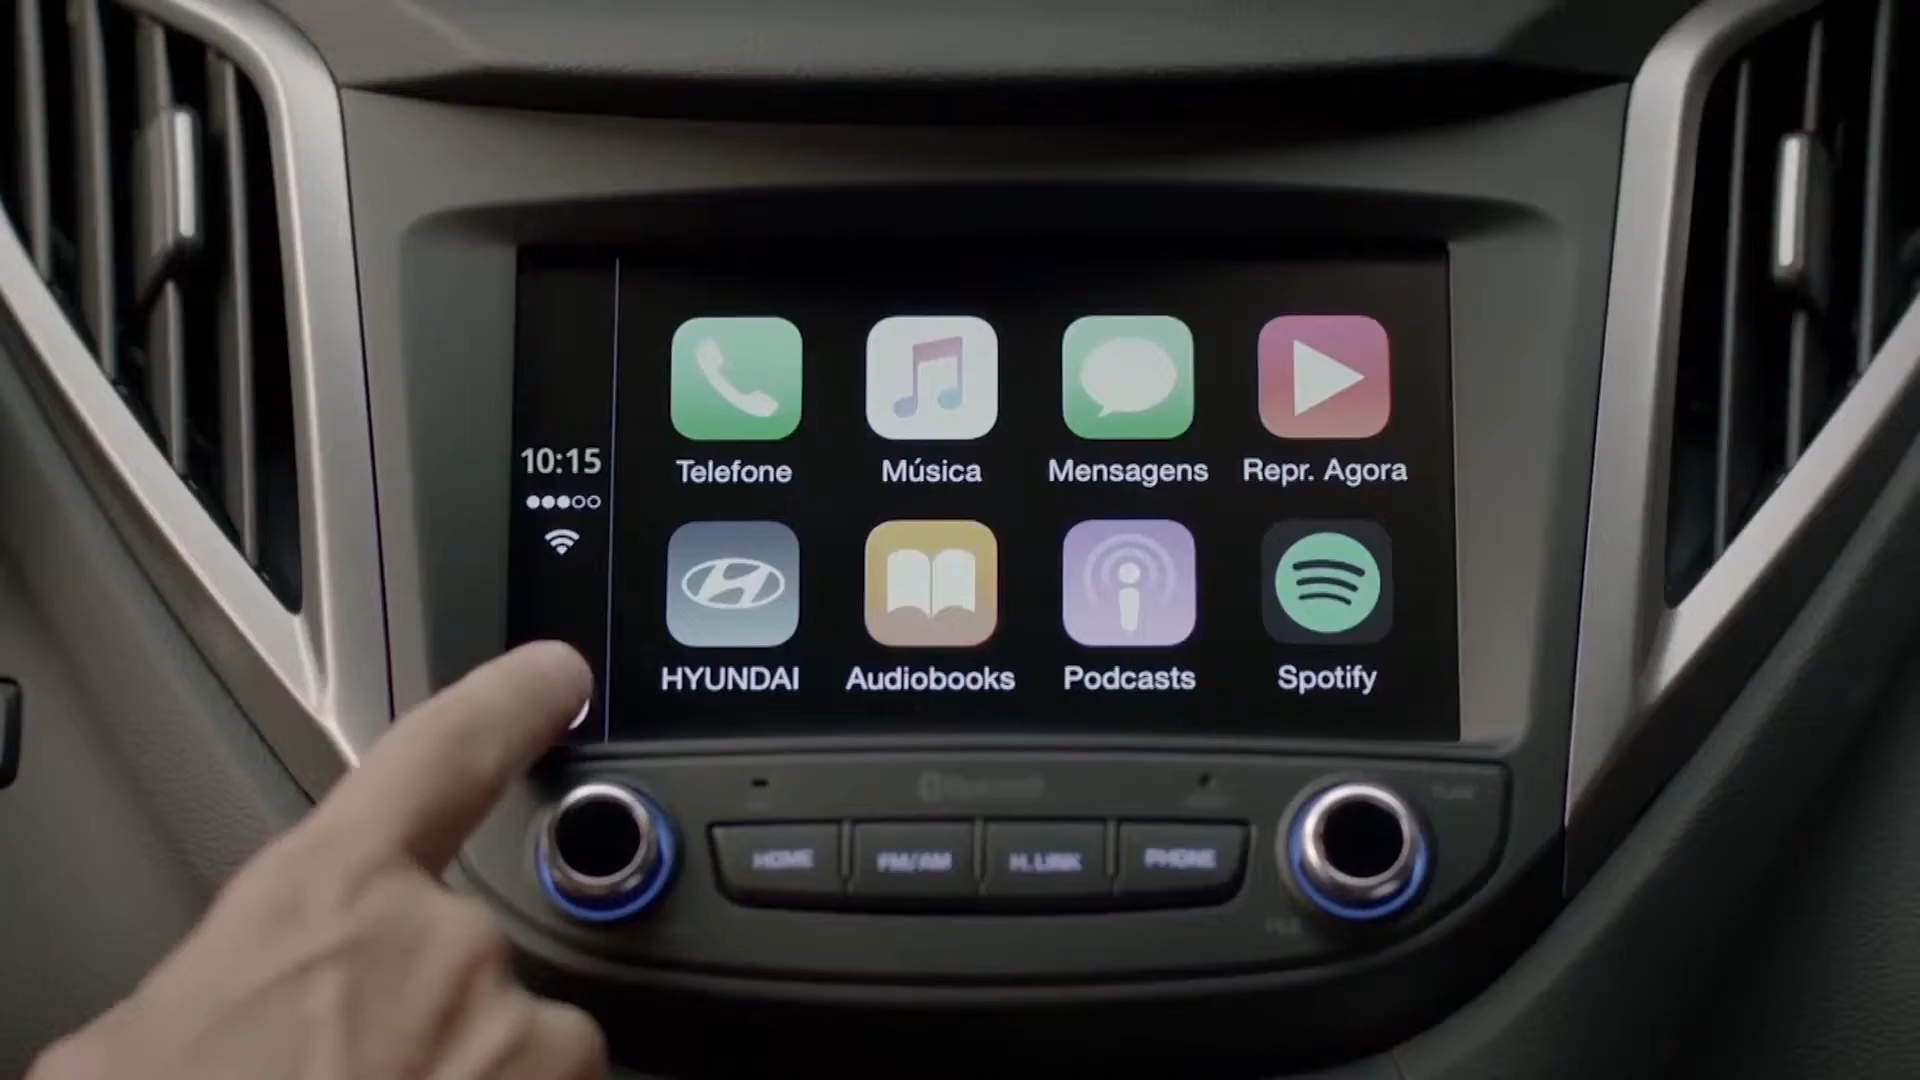 10:15
Telefone
Música
Mensagens
Repr. Agora
HYUNDAI
Audiobooks
Podcasts
Spotify
HOME
FM/AM
H.LINK
PHONE